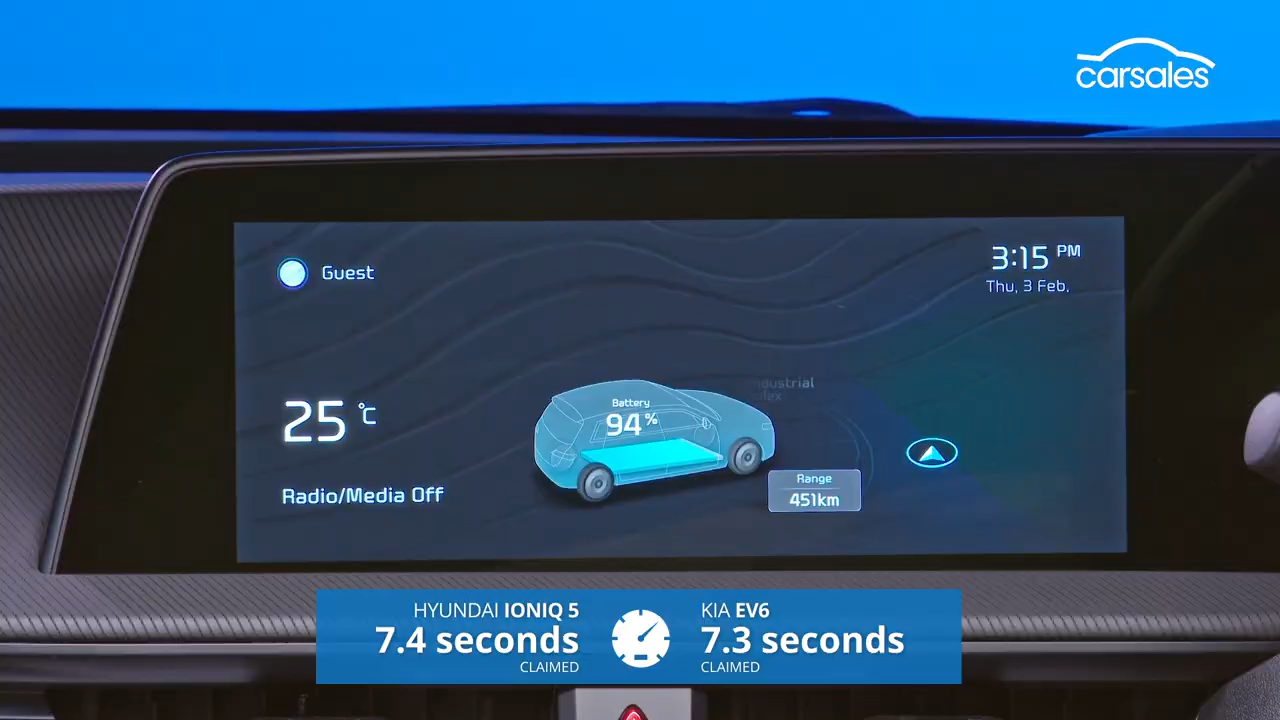 carsales
Guest
3:15 PM
Thu, 3 Feb,
Battery
94%
25 °C
Range
451km
Radio/Media Off
HYUNDAI IONIQ 5
7.4 seconds
CLAIMED
KIA EV6
7.3 seconds
CLAIMED